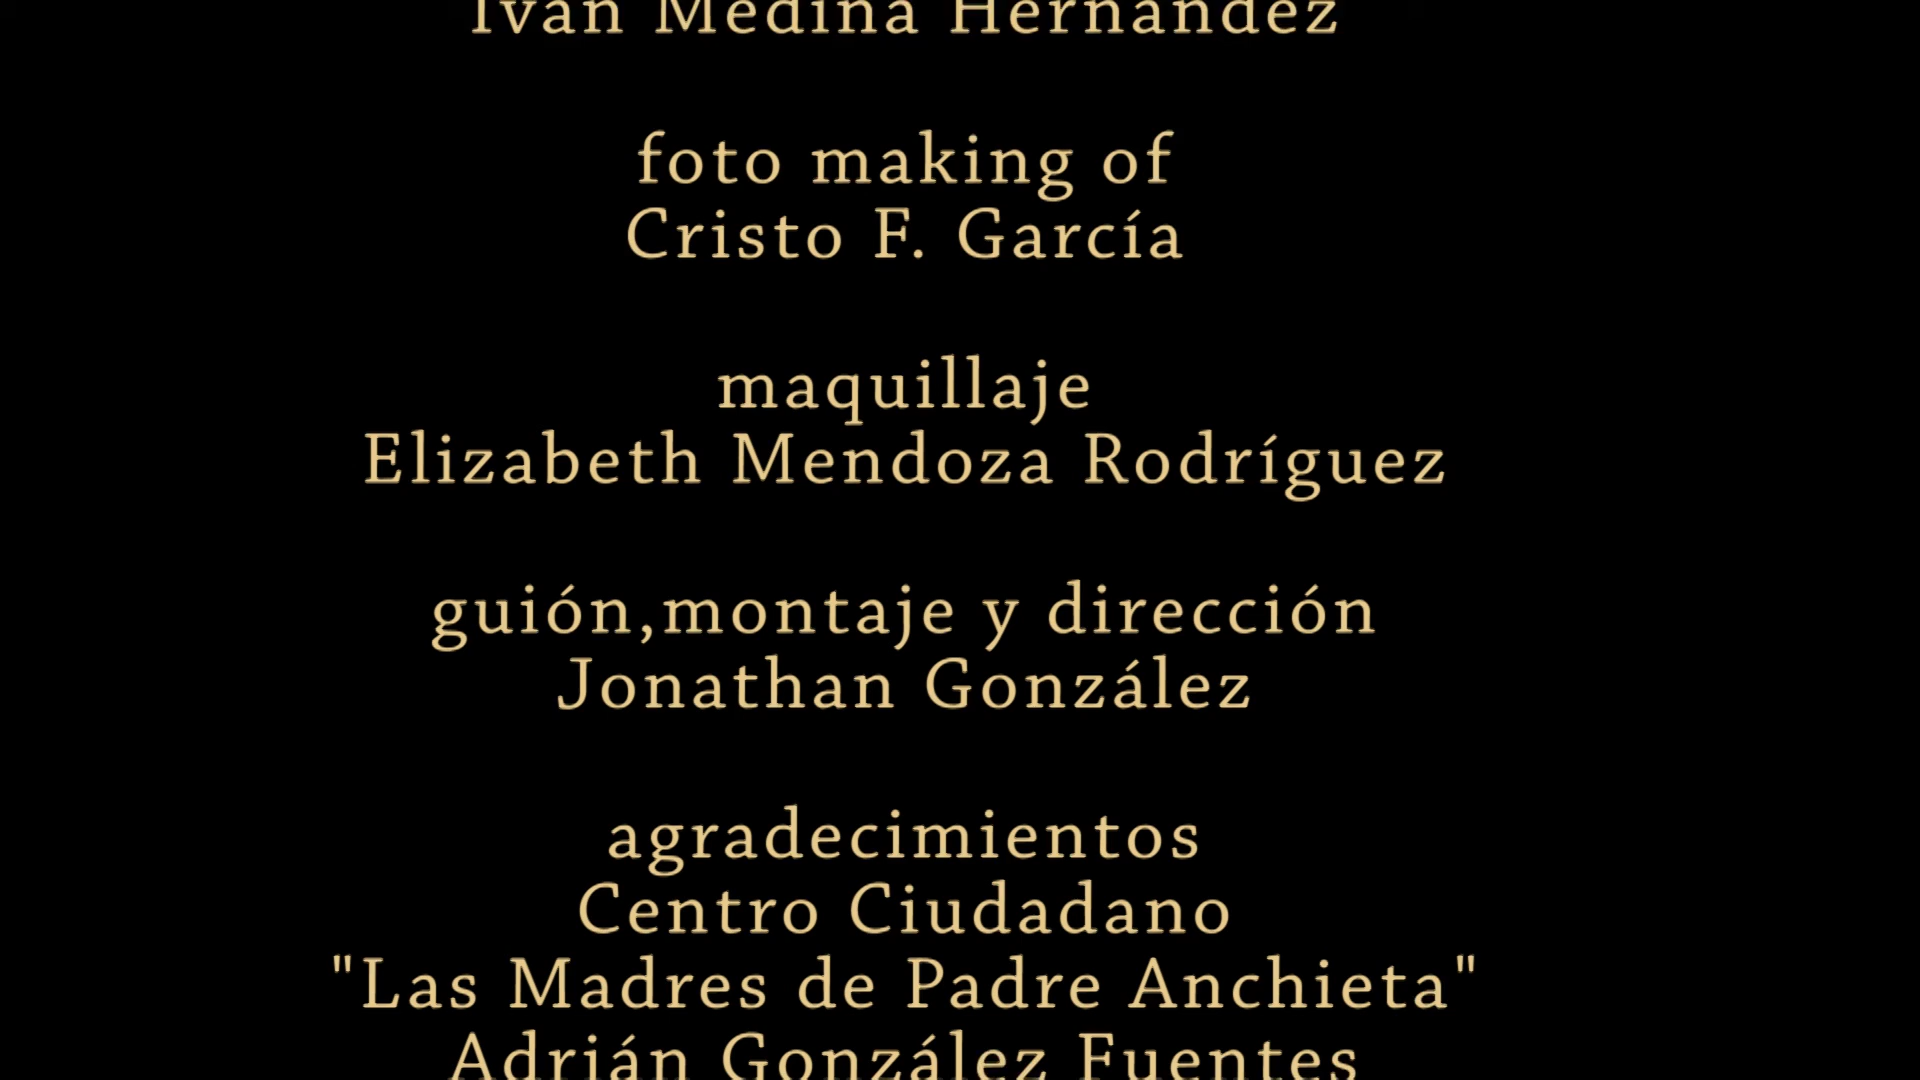 Iván Medina Hernández
foto making of
Cristo F. García
maquillaje
Elizabeth Mendoza Rodríguez
guión,montaje y dirección
Jonathan González
agradecimientos
Centro Ciudadano
"Las Madres de Padre Anchieta"
Adrián González Fuentes